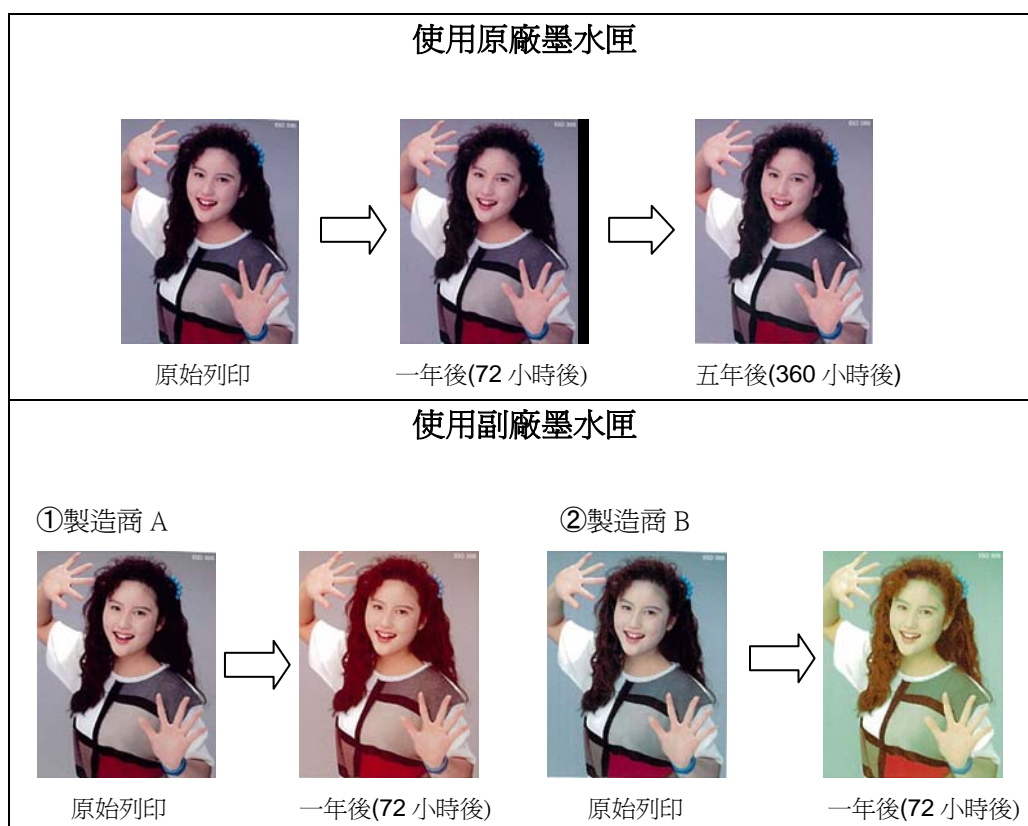 使用原廠墨水匣
原始列印
一年後(72 小時後)
五年後(360 小時後)
使用副廠墨水匣
①製造商 A
②製造商 B
原始列印
一年後(72 小時後)
原始列印
一年後(72 小時後)